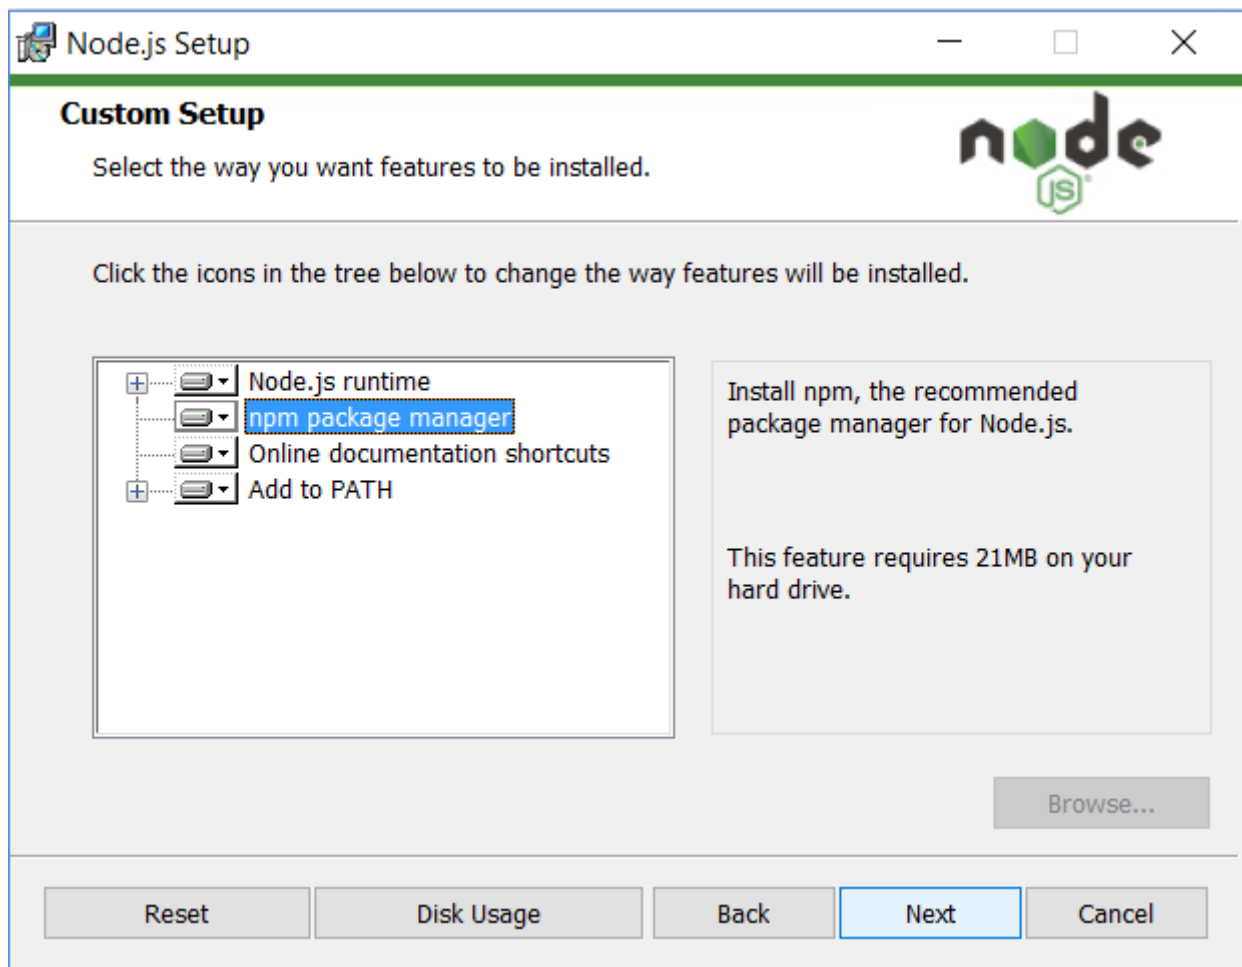 Node.js Setup
Custom Setup
Select the way you want features to be installed.
node
JS
Click the icons in the tree below to change the way features will be installed.
Node.js runtime
npm package manager
Online documentation shortcuts
Add to PATH
Install npm, the recommended
package manager for Node.js.
This feature requires 21MB on your
hard drive.
Browse...
Reset
Disk Usage
Back
Next
Cancel